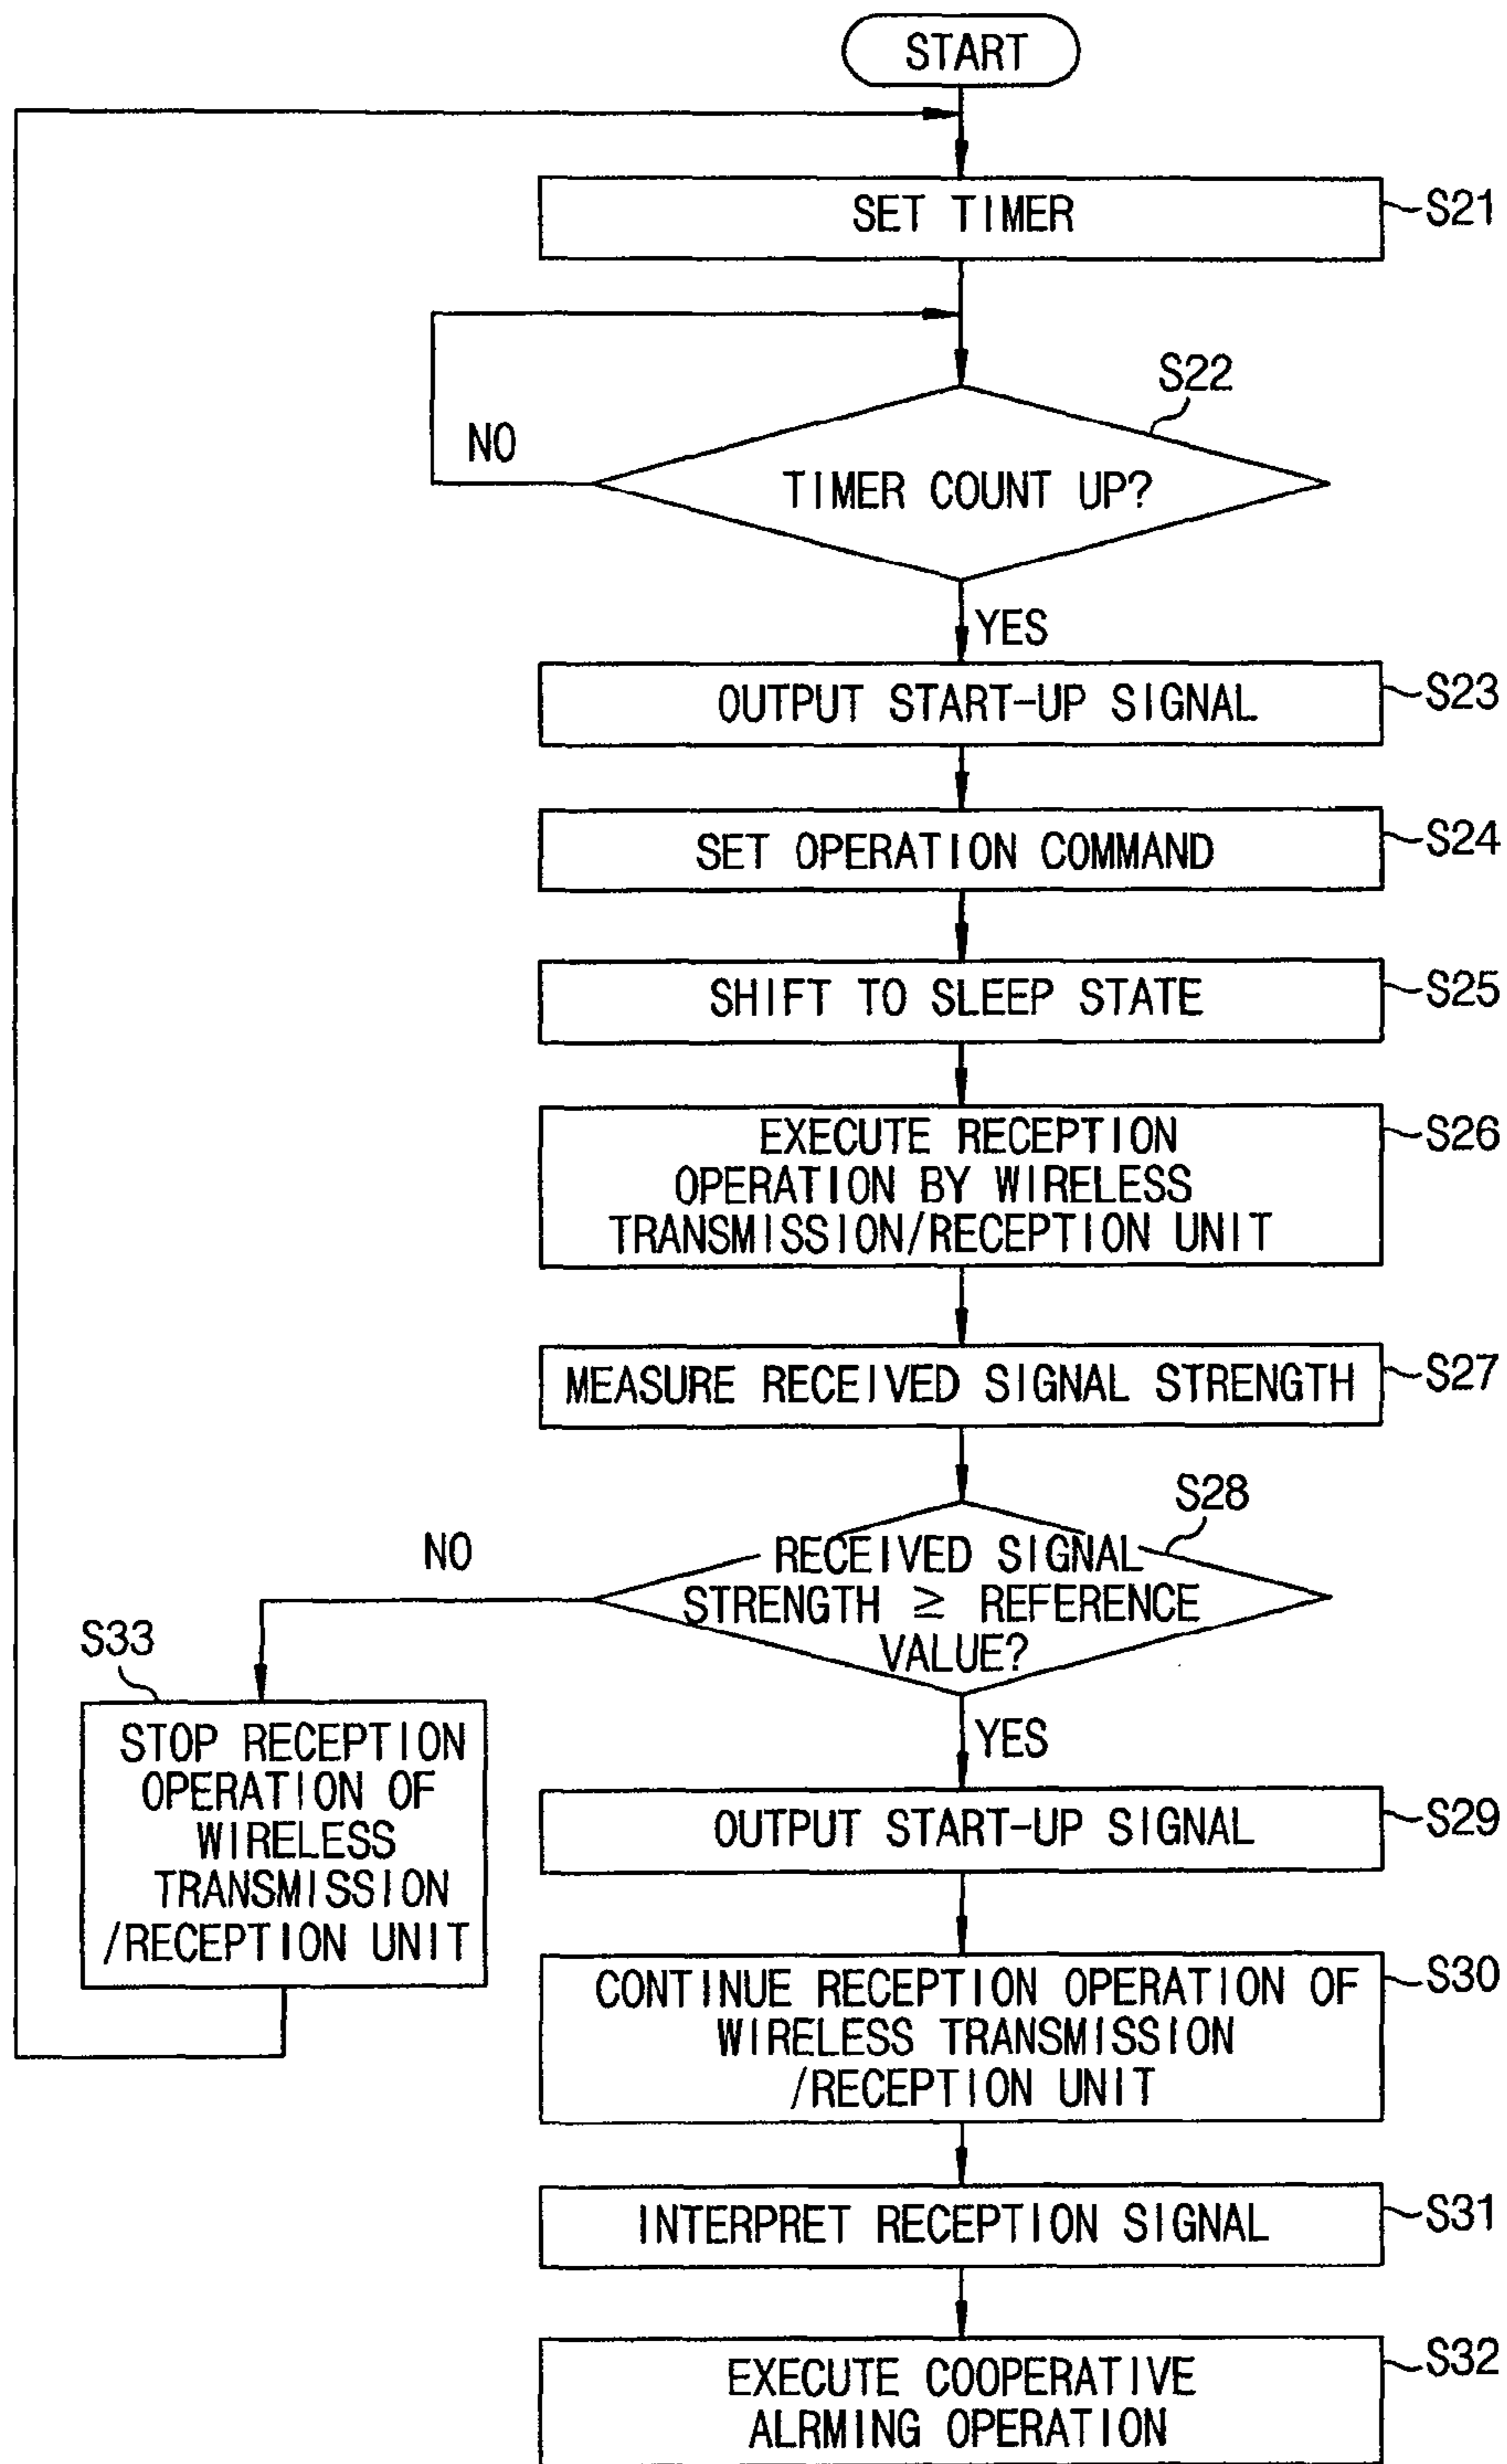 START
SET TIMER
S21
S22
NO
TIMER COUNT UP?
YES
OUTPUT START-UP SIGNAL
S23
SET OPERATION COMMAND
S24
SHIFT TO SLEEP STATE
S25
EXECUTE RECEPTION
OPERATION BY WIRELESS
TRANSMISSION/RECEPTION UNIT
S26
MEASURE RECEIVED SIGNAL STRENGTH
S27
S28
NO
RECEIVED SIGNAL
STRENGTH ≥ REFERENCE
VALUE?
S33
STOP RECEPTION
OPERATION OF
WIRELESS
TRANSMISSION
/RECEPTION UNIT
YES
OUTPUT START-UP SIGNAL
S29
CONTINUE RECEPTION OPERATION OF
WIRELESS TRANSMISSION
/RECEPTION UNIT
S30
INTERPRET RECEPTION SIGNAL
S31
EXECUTE COOPERATIVE
ALRMING OPERATION
S32